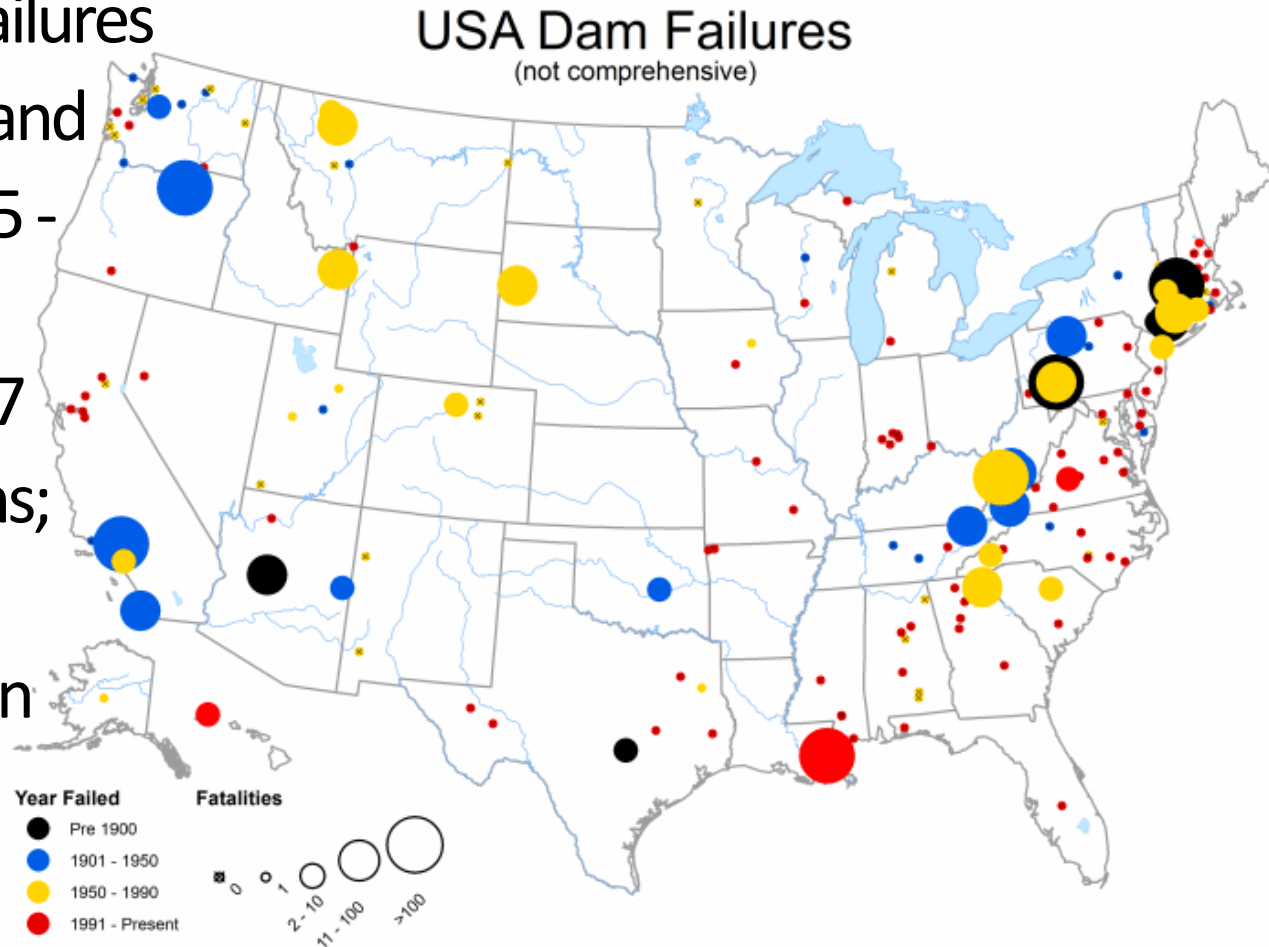 ailures
and
5 -
7
ns;
n
USA Dam Failures
(not comprehensive)
Year Failed
Pre 1900
1901 - 1950
1950 - 1990
1991 - Present
Fatalities
0
1
2 - 10
11 - 100
>100